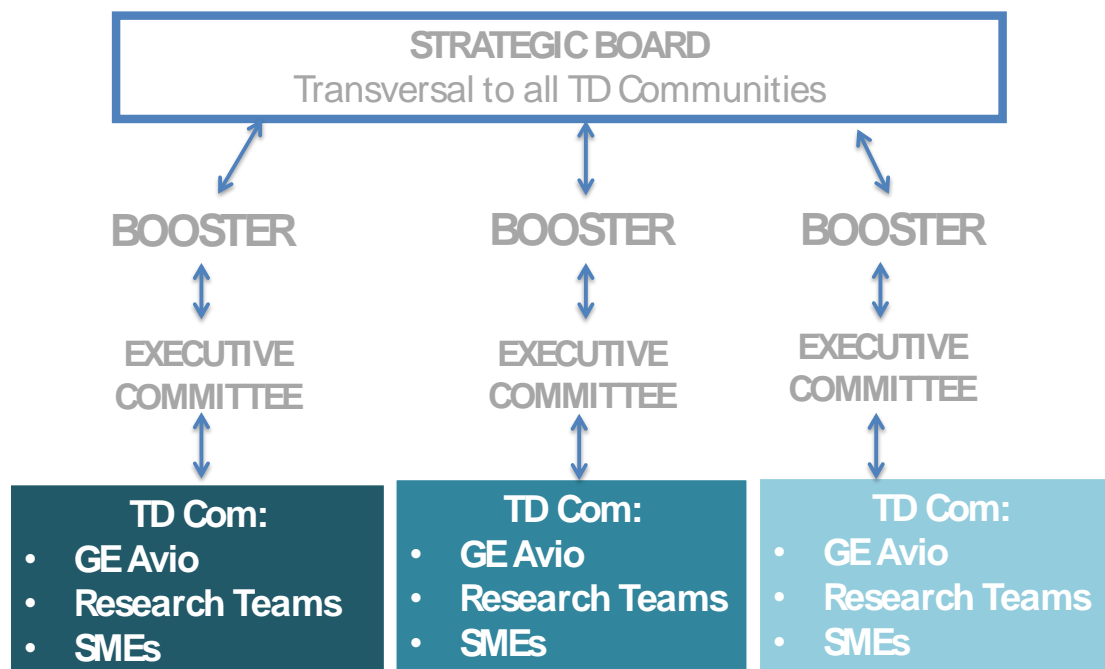 STRATEGIC BOARD
Transversal to all TD Communities
BOOSTER
BOOSTER
BOOSTER
EXECUTIVE
COMMITTEE
EXECUTIVE
COMMITTEE
EXECUTIVE
COMMITTEE
TD Com:
• GE Avio
• Research Teams
• SMEs
TD Com:
• GE Avio
• Research Teams
• SMEs
TD Com:
• GE Avio
• Research Teams
• SMEs